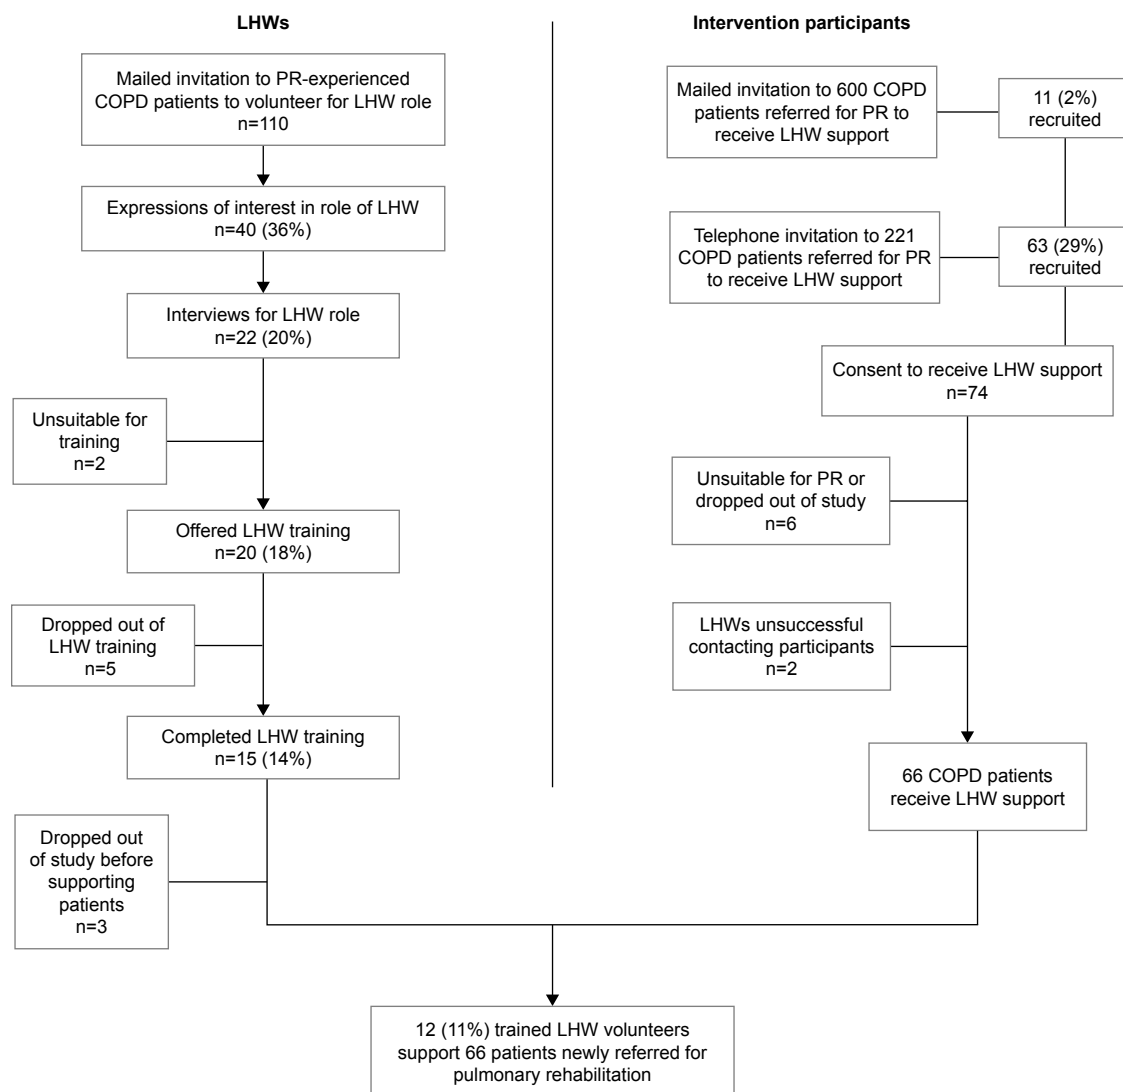 LHWs
Mailed invitation to PR-experienced
COPD patients to volunteer for LHW role
n=110
Expressions of interest in role of LHW
n=40 (36%)
Interviews for LHW role
n=22 (20%)
Unsuitable for
training
n=2
Offered LHW training
n=20 (18%)
Dropped out of
LHW training
n=5
Completed LHW training
n=15 (14%)
Dropped out
of study before
supporting
patients
n=3
Intervention participants
Mailed invitation to 600 COPD
patients referred for PR to
receive LHW support
11 (2%)
recruited
Telephone invitation to 221
COPD patients referred for PR
to receive LHW support
63 (29%)
recruited
Consent to receive LHW support
n=74
Unsuitable for PR or
dropped out of study
n=6
LHWs unsuccessful
contacting participants
n=2
66 COPD patients
receive LHW support
12 (11%) trained LHW volunteers
support 66 patients newly referred for
pulmonary rehabilitation